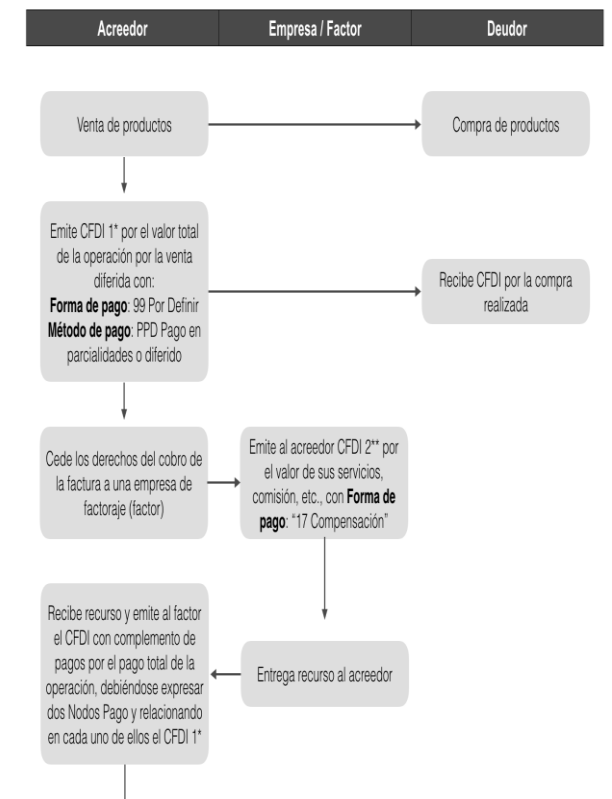 Acreedor
Empresa / Factor
Deudor
Venta de productos
Compra de productos
Emite CFDI 1* por el valor total
de la operación por la venta
diferida con:
Forma de pago: 99 Por Definir
Método de pago: PPD Pago en
parcialidades o diferido
Recibe CFDI por la compra
realizada
Cede los derechos del cobro de
la factura a una empresa de
factoraje (factor)
Emite al acreedor CFDI 2** por
el valor de sus servicios,
comisión, etc., con Forma de
pago: “17 Compensación”
Recibe recurso y emite al factor
el CFDI con complemento de
pagos por el pago total de la
operación, debiéndose expresar
dos Nodos Pago y relacionando
en cada uno de ellos el CFDI 1*
Entrega recurso al acreedor